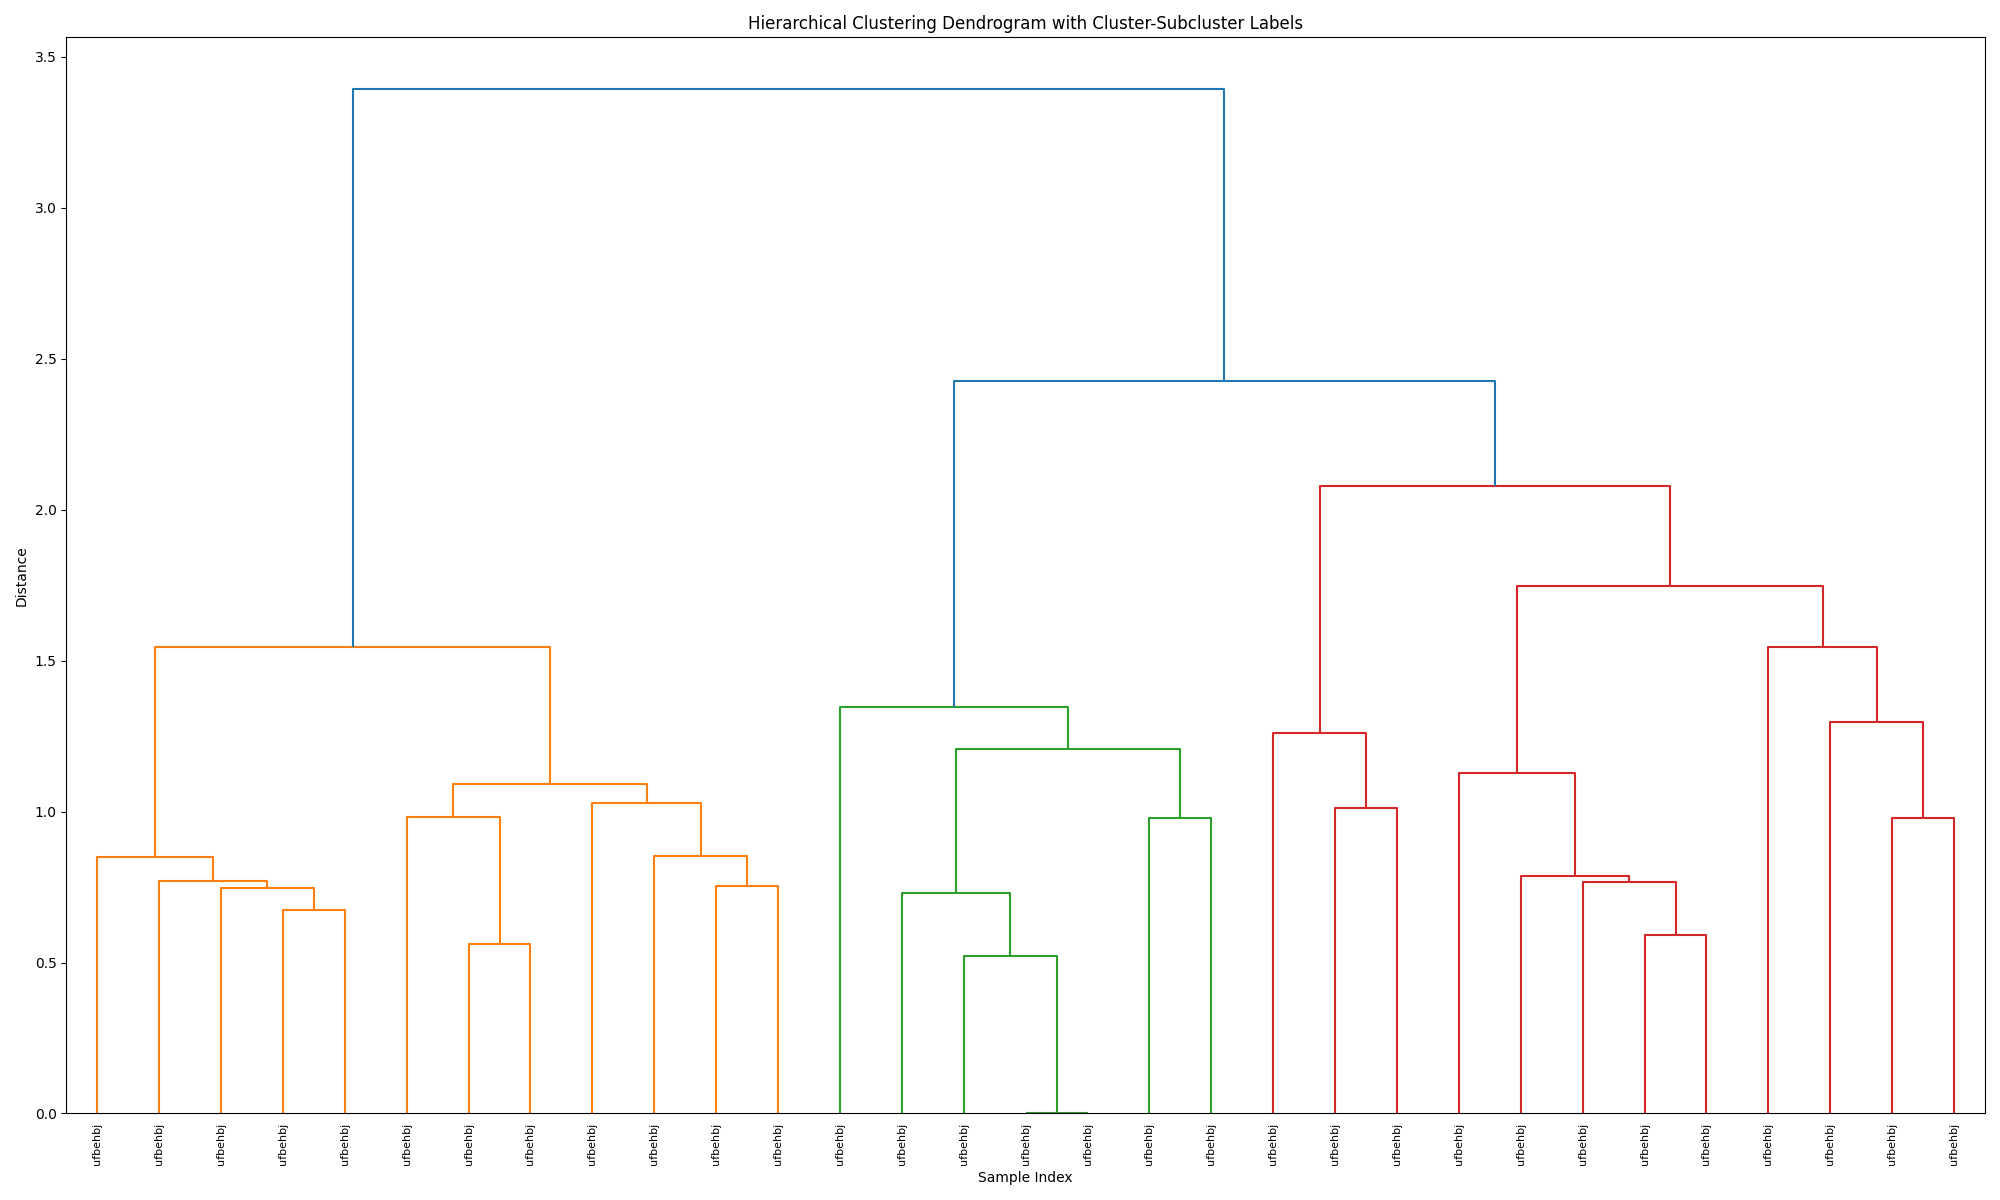 Hierarchical Clustering Dendrogram with Cluster-Subcluster Labels
3.5
3.0
2.5
2.0
1.5
1.0
0.5
0.0
Distance
ufbehbj ufbehbj ufbehbj ufbehbj ufbehbj ufbehbj ufbehbj ufbehbj ufbehbj ufbehbj ufbehbj ufbehbj ufbehbj ufbehbj ufbehbj ufbehbj ufbehbj ufbehbj ufbehbj ufbehbj ufbehbj ufbehbj ufbehbj ufbehbj ufbehbj ufbehbj ufbehbj ufbehbj ufbehbj ufbehbj ufbehbj
Sample Index